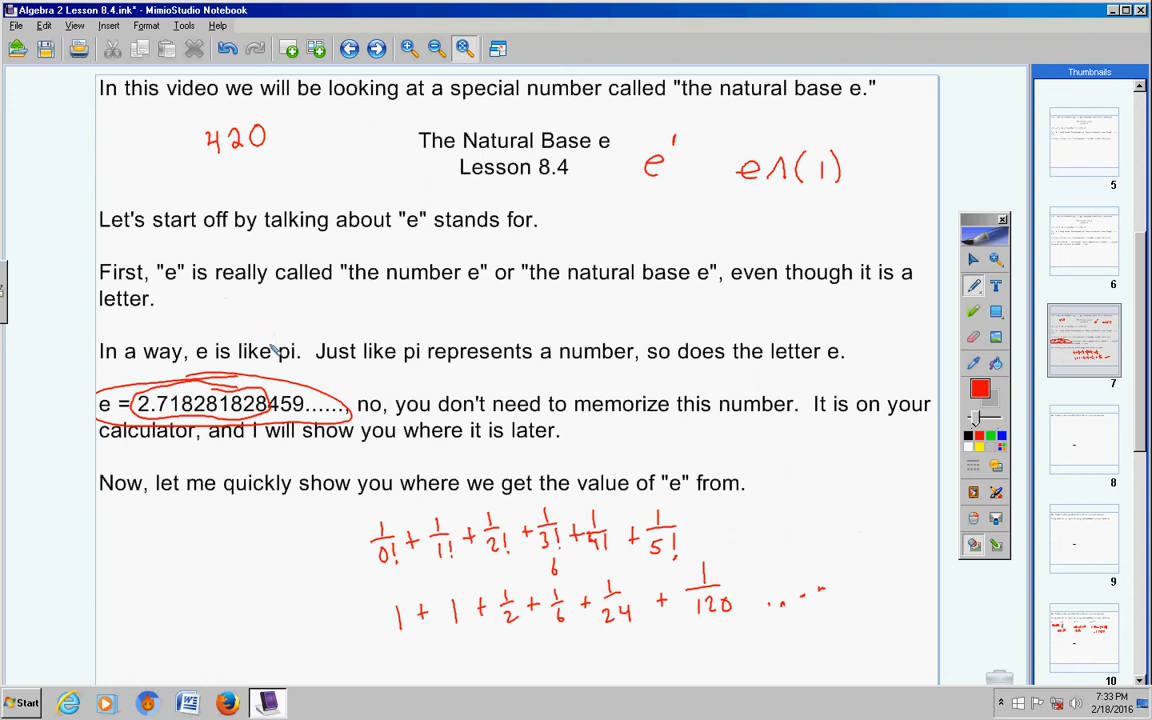 Algebra 2 Lesson 8.4.ink* - MimioStudio Notebook
File Edit View Insert Format Tools Help
Thumbnails
In this video we will be looking at a special number called "the natural base e."
420
The Natural Base e
Lesson 8.4
e¹
e^(1)
Let's start off by talking about "e" stands for.
First, "e" is really called "the number e" or "the natural base e", even though it is a
letter.
In a way, e is like pi. Just like pi represents a number, so does the letter e.
e = 2.718281828459......, no, you don't need to memorize this number. It is on your
calculator, and I will show you where it is later.
Now, let me quickly show you where we get the value of "e" from.
1/0! + 1/1! + 1/2! + 1/3! + 1/4! + 1/5!
6
1 + 1 + 1/2 + 1/6 + 1/24 + 1/120 .....
5
6
7
8
9
10
Start
7:33 PM
2/18/2016